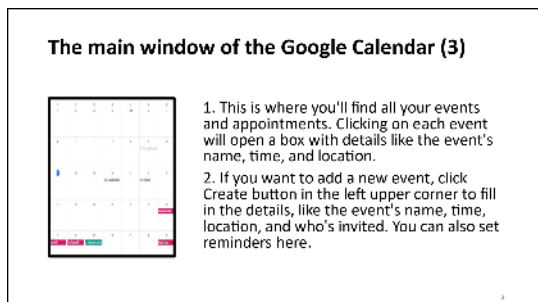 The main window of the Google Calendar (3)
1. This is where you'll find all your events
and appointments. Clicking on each event
will open a box with details like the event's
name, time, and location.
2. If you want to add a new event, click
Create button in the left upper corner to fill
in the details, like the event's name, time,
location, and who's invited. You can also set
reminders here.